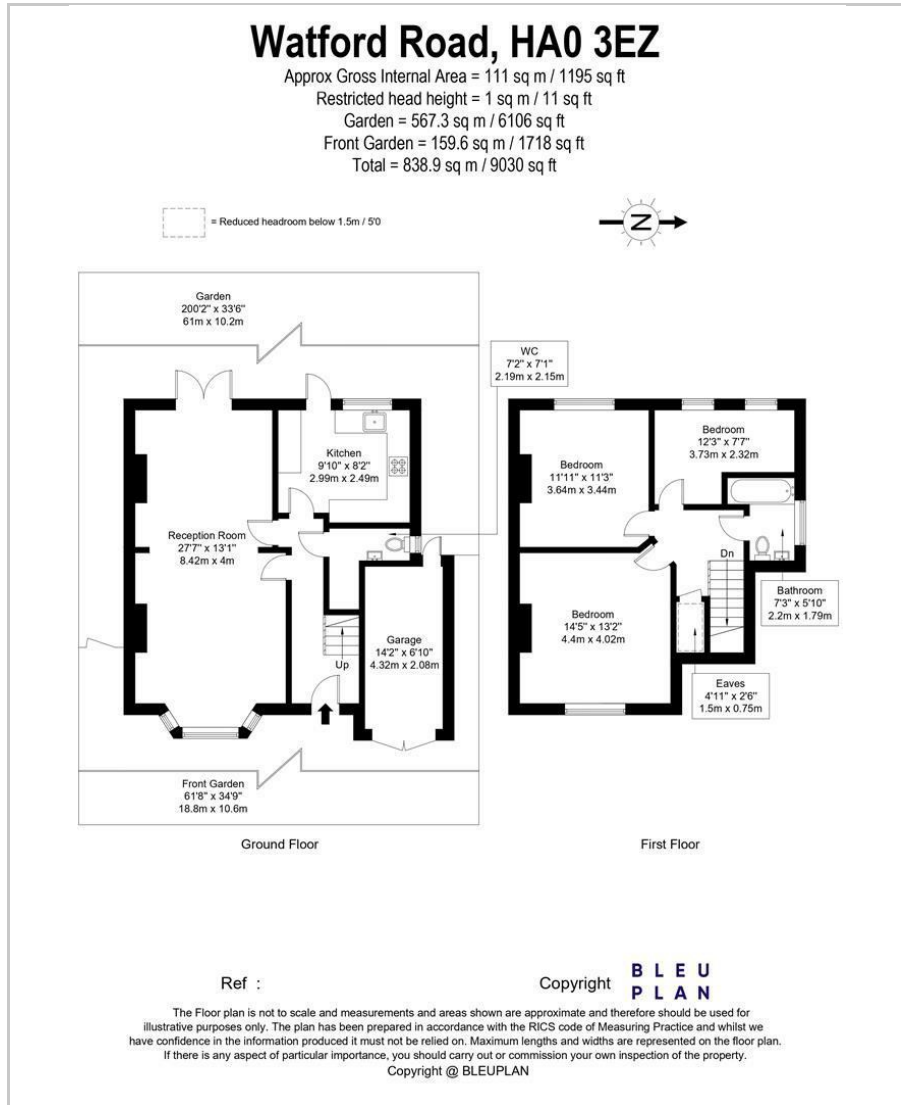 Watford Road, HA0 3EZ
Approx Gross Internal Area = 111 sq m / 1195 sq ft
Restricted head height = 1 sq m / 11 sq ft
Garden = 567.3 sq m / 6106 sq ft
Front Garden = 159.6 sq m / 1718 sq ft
Total = 838.9 sq m / 9030 sq ft
= Reduced headroom below 1.5m / 5'0
N
Garden
200'2" x 33'6"
61m x 10.2m
WC
7'2" x 7'1"
2.19m x 2.15m
Kitchen
9'10" x 8'2"
2.99m x 2.49m
Reception Room
27'7" x 13'1"
8.42m x 4m
Garage
14'2" x 6'10"
4.32m x 2.08m
Up
Front Garden
61'8" x 34'9"
18.8m x 10.6m
Ground Floor
Bedroom
12'3" x 7'7"
3.73m x 2.32m
Bedroom
11'11" x 11'3"
3.64m x 3.44m
Dn
Bathroom
7'3" x 5'10"
2.2m x 1.79m
Bedroom
14'5" x 13'2"
4.4m x 4.02m
Eaves
4'11" x 2'6"
1.5m x 0.75m
First Floor
Ref :
Copyright
BLEU
PLAN
The Floor plan is not to scale and measurements and areas shown are approximate and therefore should be used for
illustrative purposes only. The plan has been prepared in accordance with the RICS code of Measuring Practice and whilst we
have confidence in the information produced it must not be relied on. Maximum lengths and widths are represented on the floor plan.
If there is any aspect of particular importance, you should carry out or commission your own inspection of the property.
Copyright @ BLEUPLAN